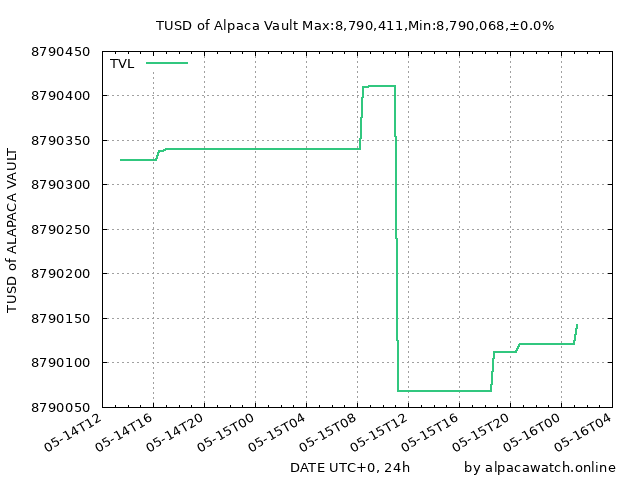 TUSD of Alpaca Vault Max:8,790,411,Min:8,790,068,±0.0%
TVL
8790450
8790400
8790350
8790300
8790250
8790200
8790150
8790100
8790050
TUSD of ALAPACA VAULT
05-14T12
05-14T16
05-14T20
05-15T00
05-15T04
05-15T08
05-15T12
05-15T16
05-15T20
05-16T00
05-16T04
DATE UTC+0, 24h
by alpacawatch.online